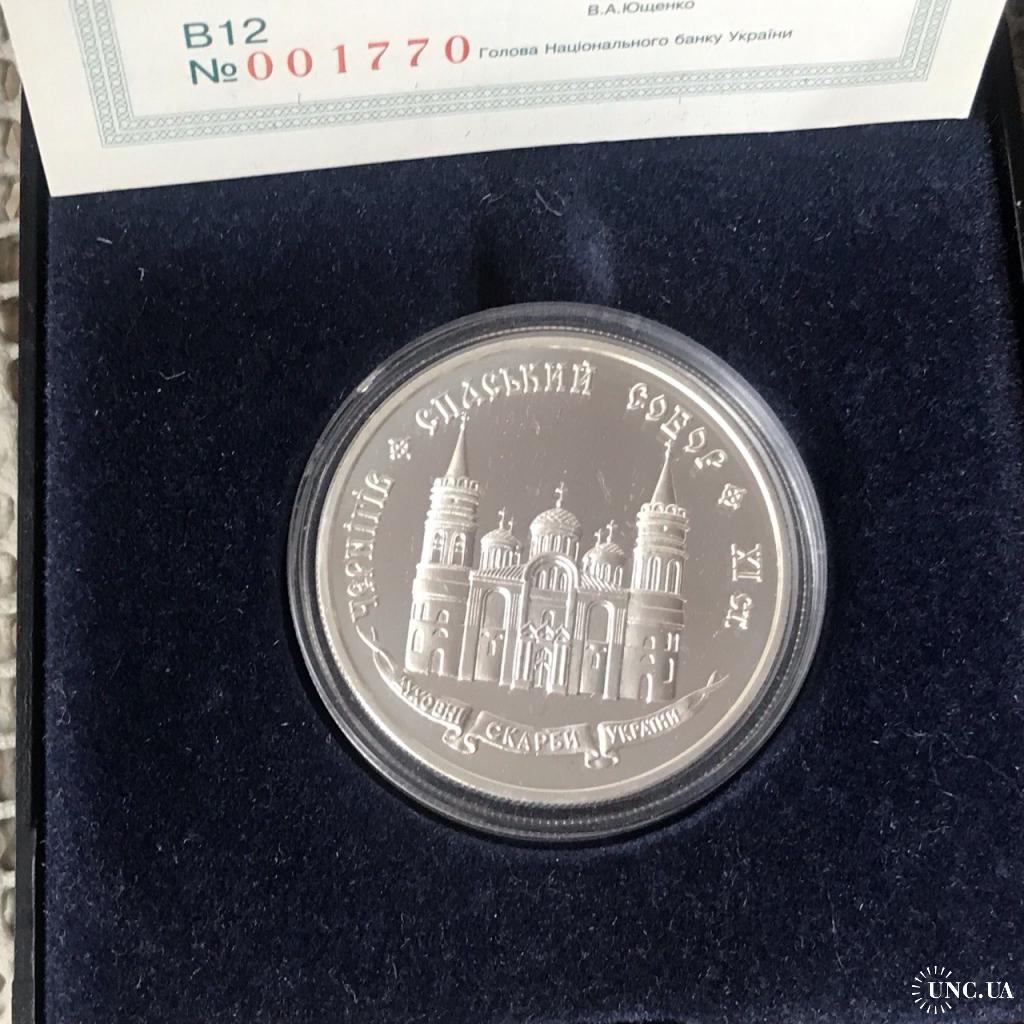 В.А.Ющенко
В12
№001770
Голова Національного банку України
ЧЕРНІГІВ
СПАСЬКИЙ СОБОР
XI СТ
ДУХОВНІ СКАРБИ УКРАЇНИ
UNC.UA